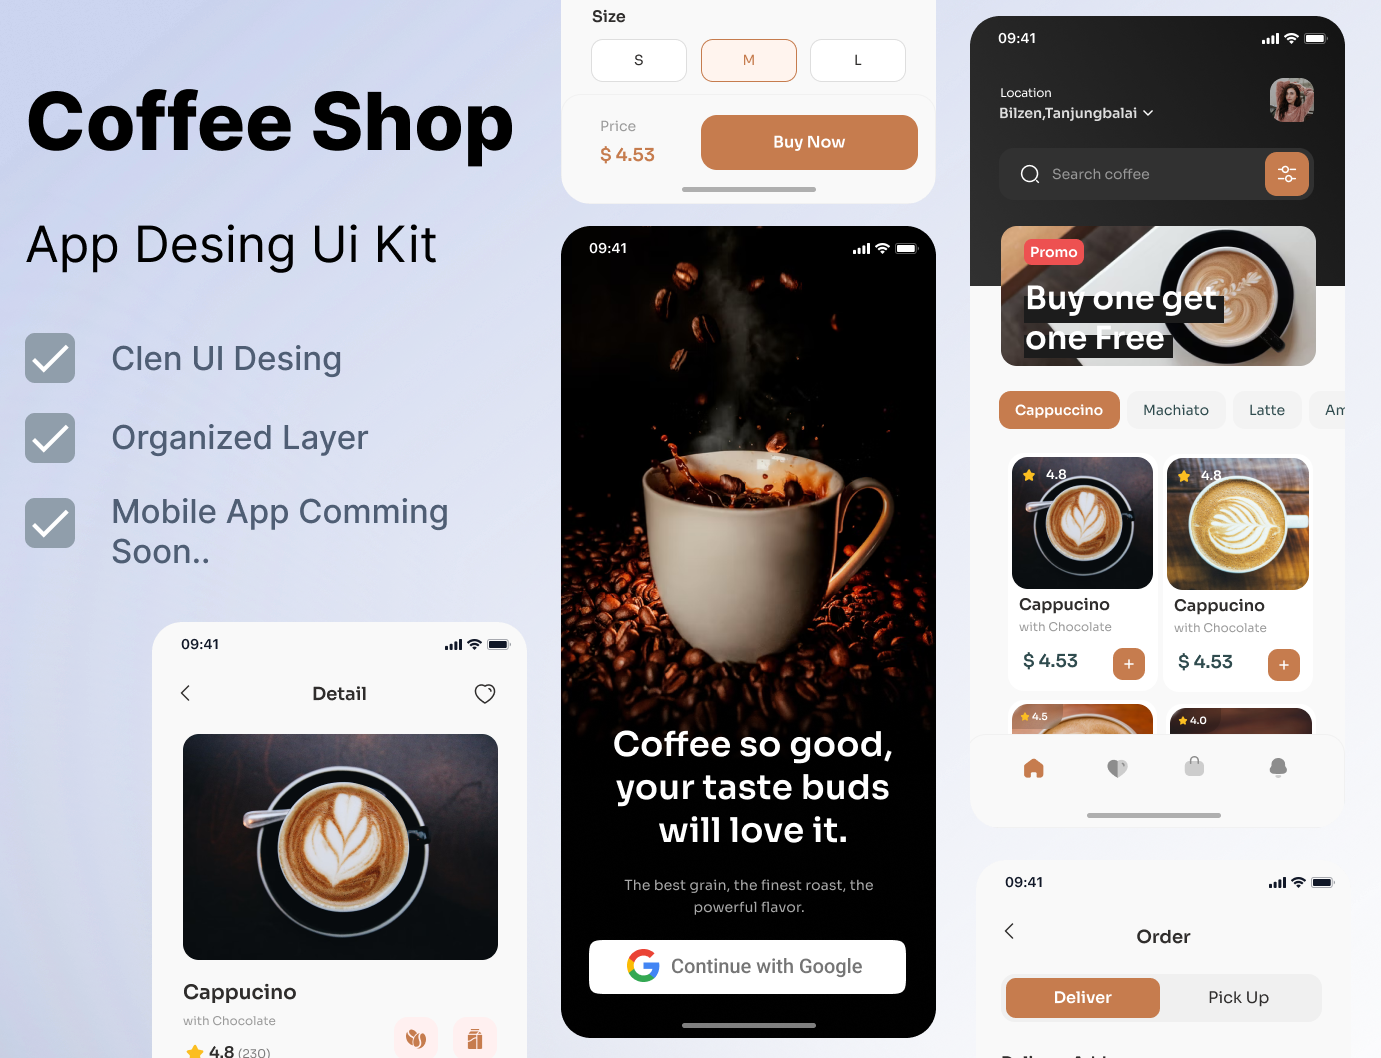 Coffee Shop
App Desing Ui Kit
Clen UI Desing
Organized Layer
Mobile App Comming
Soon..
09:41
Detail
Cappucino
with Chocolate
4.8 (230)
Size
S
M
L
Price
$ 4.53
Buy Now
09:41
Coffee so good,
your taste buds
will love it.
The best grain, the finest roast, the
powerful flavor.
Continue with Google
09:41
Location
Bilzen,Tanjungbalai
Search coffee
Promo
Buy one get
one Free
Cappuccino
Machiato
Latte
Am
4.8
4.8
Cappucino
with Chocolate
$ 4.53
+
Cappucino
with Chocolate
$ 4.53
+
4.5
4.0
09:41
Order
Deliver
Pick Up